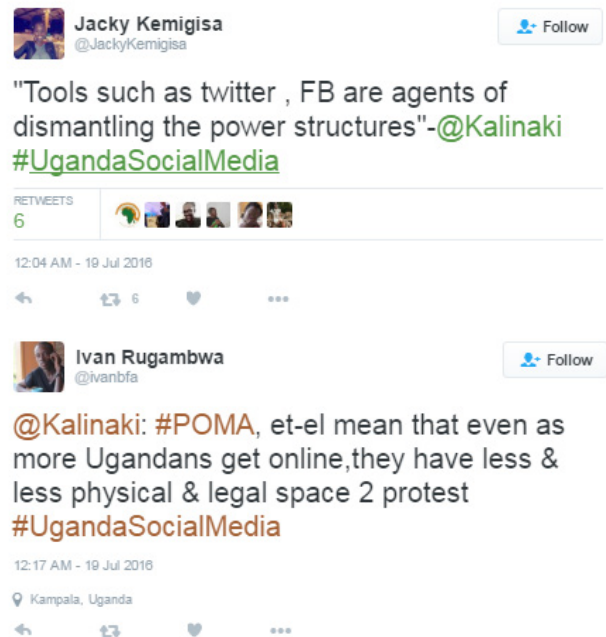 Jacky Kemigisa
@JackyKemigisa
Follow
"Tools such as twitter , FB are agents of
dismantling the power structures"-@Kalinaki
#UgandaSocialMedia
RETWEETS
6
12:04 AM - 19 Jul 2016
6
Ivan Rugambwa
@ivanbfa
Follow
@Kalinaki: #POMA, et-el mean that even as
more Ugandans get online,they have less &
less physical & legal space 2 protest
#UgandaSocialMedia
12:17 AM - 19 Jul 2016
Kampala, Uganda